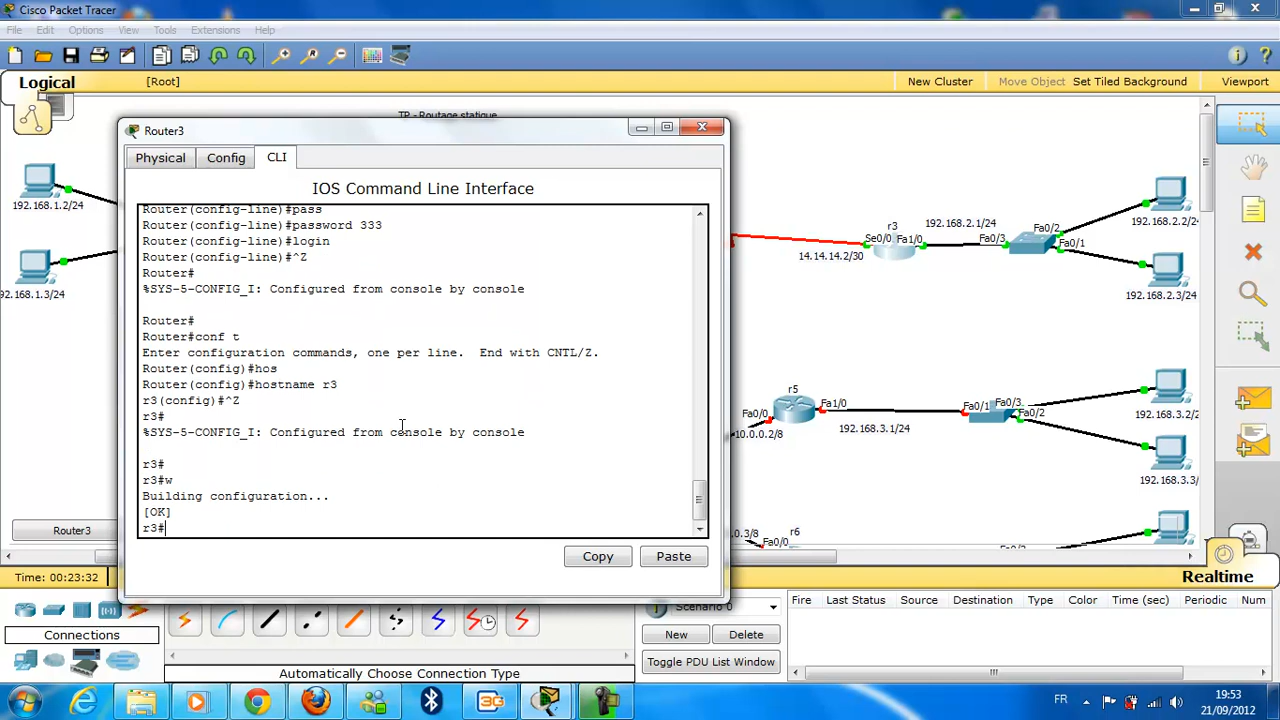 Cisco Packet Tracer
File Edit Options View Tools Extensions Help
Logical
[Root]
New Cluster
Move Object
Set Tiled Background
Viewport
TP - Routage statique
Router3
Physical
Config
CLI
IOS Command Line Interface
Router(config-line)#pass
Router(config-line)#password 333
Router(config-line)#login
Router(config-line)#^Z
Router#
%SYS-5-CONFIG_I: Configured from console by console
Router#
Router#conf t
Enter configuration commands, one per line.  End with CNTL/Z.
Router(config)#hos
Router(config)#hostname r3
r3(config)#^Z
r3#
%SYS-5-CONFIG_I: Configured from console by console
r3#
r3#w
Building configuration...
[OK]
r3#
Copy
Paste
192.168.1.2/24
192.168.1.3/24
Router3
r3
192.168.2.1/24
Se0/0
Fa1/0
Fa0/3
Fa0/2
Fa0/1
14.14.14.2/30
192.168.2.2/24
192.168.2.3/24
r5
Fa1/0
Fa0/0
10.0.0.2/8
192.168.3.1/24
Fa0/1
Fa0/3
Fa0/2
192.168.3.2/24
192.168.3.3/
r6
.0.3/8
Time: 00:23:32
Realtime
Connections
Automatically Choose Connection Type
Scenario 0
New
Delete
Toggle PDU List Window
Fire
Last Status
Source
Destination
Type
Color
Time (sec)
Periodic
Num
3G
FR
19:53
21/09/2012